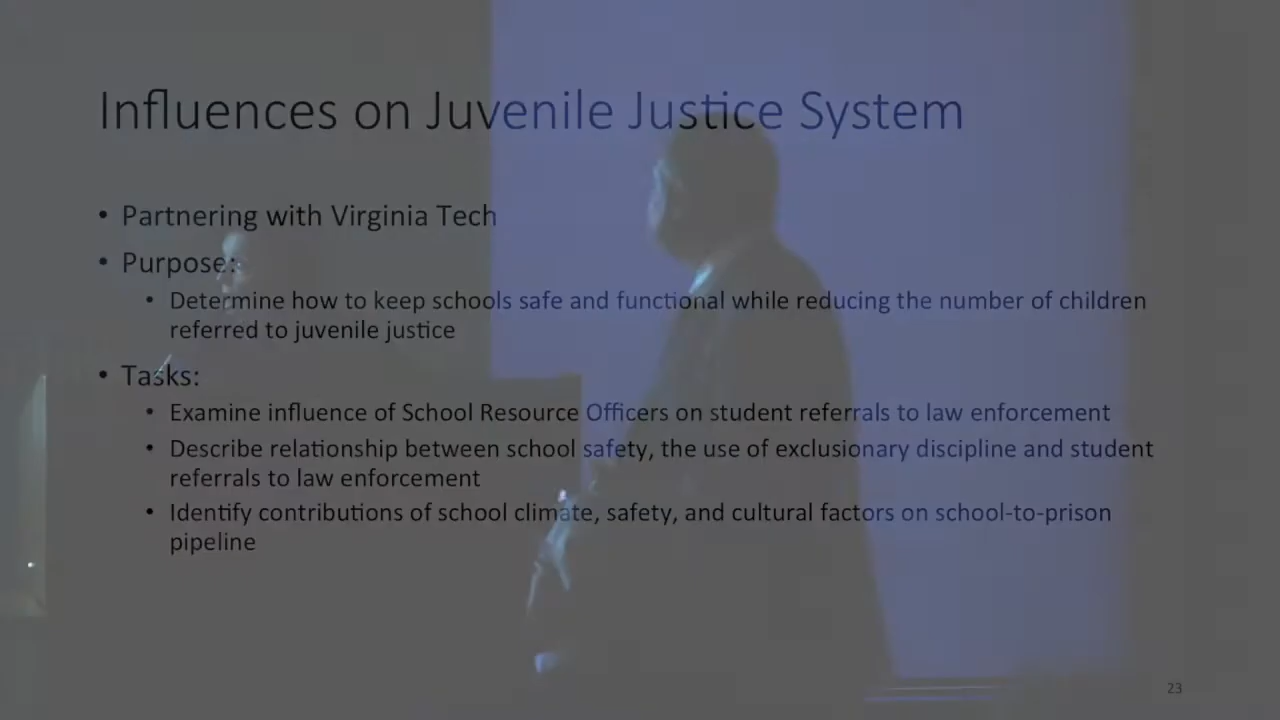 Influences on Juvenile Justice System
• Partnering with Virginia Tech
• Purpose:
• Determine how to keep schools safe and functional while reducing the number of children
referred to juvenile justice
• Tasks:
• Examine influence of School Resource Officers on student referrals to law enforcement
• Describe relationship between school safety, the use of exclusionary discipline and student
referrals to law enforcement
• Identify contributions of school climate, safety, and cultural factors on school-to-prison
pipeline
23